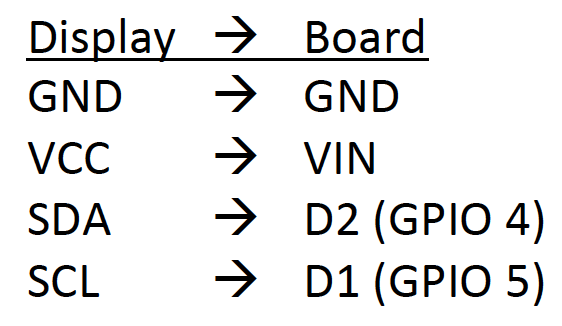 Display → Board
GND → GND
VCC → VIN
SDA → D2 (GPIO 4)
SCL → D1 (GPIO 5)